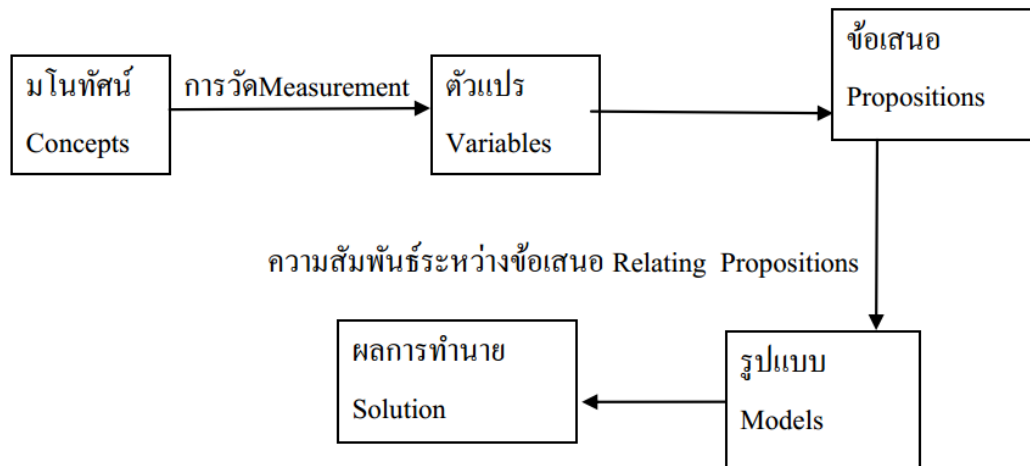 มโนทัศน์
Concepts
การวัดMeasurement
ตัวแปร
Variables
ข้อเสนอ
Propositions
ความสัมพันธ์ระหว่างข้อเสนอ Relating Propositions
รูปแบบ
Models
ผลการทำนาย
Solution